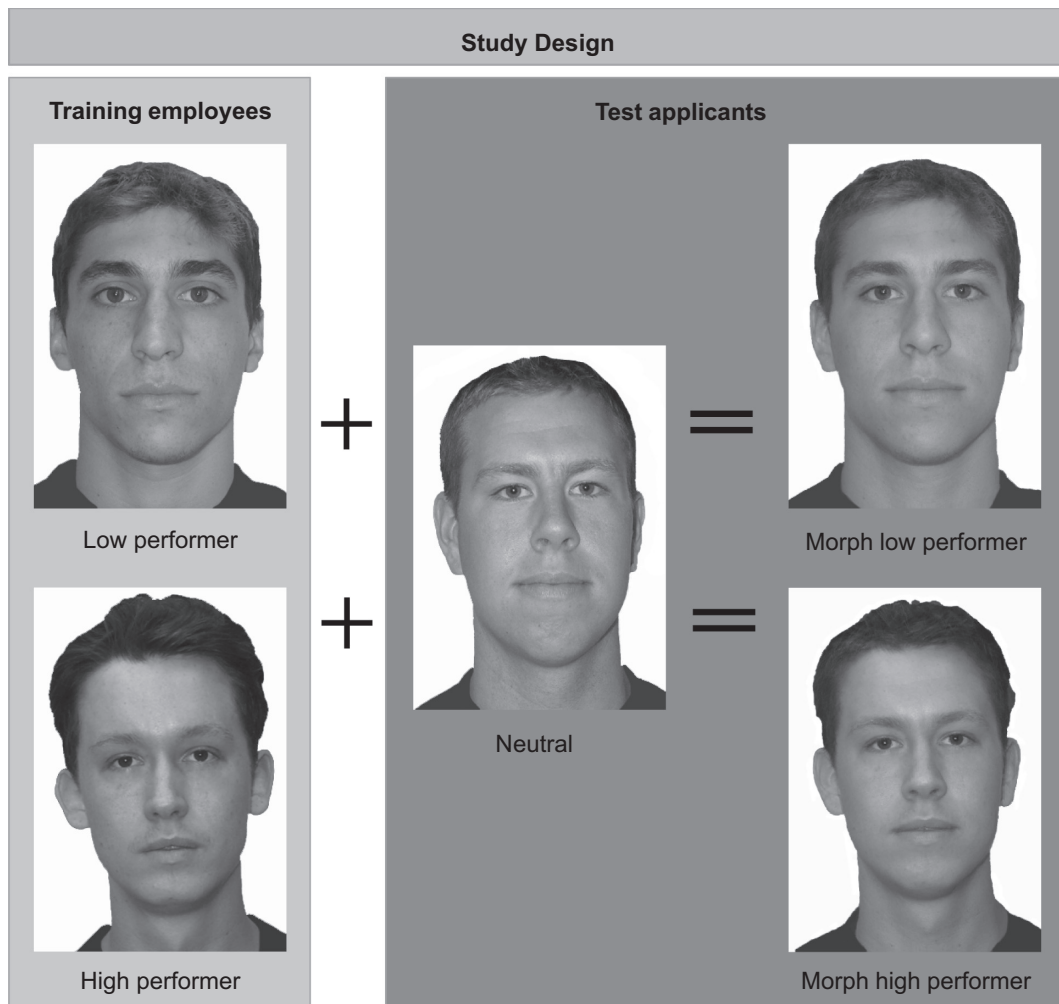 Study Design
Training employees
Test applicants
Low performer
Morph low performer
Neutral
High performer
Morph high performer